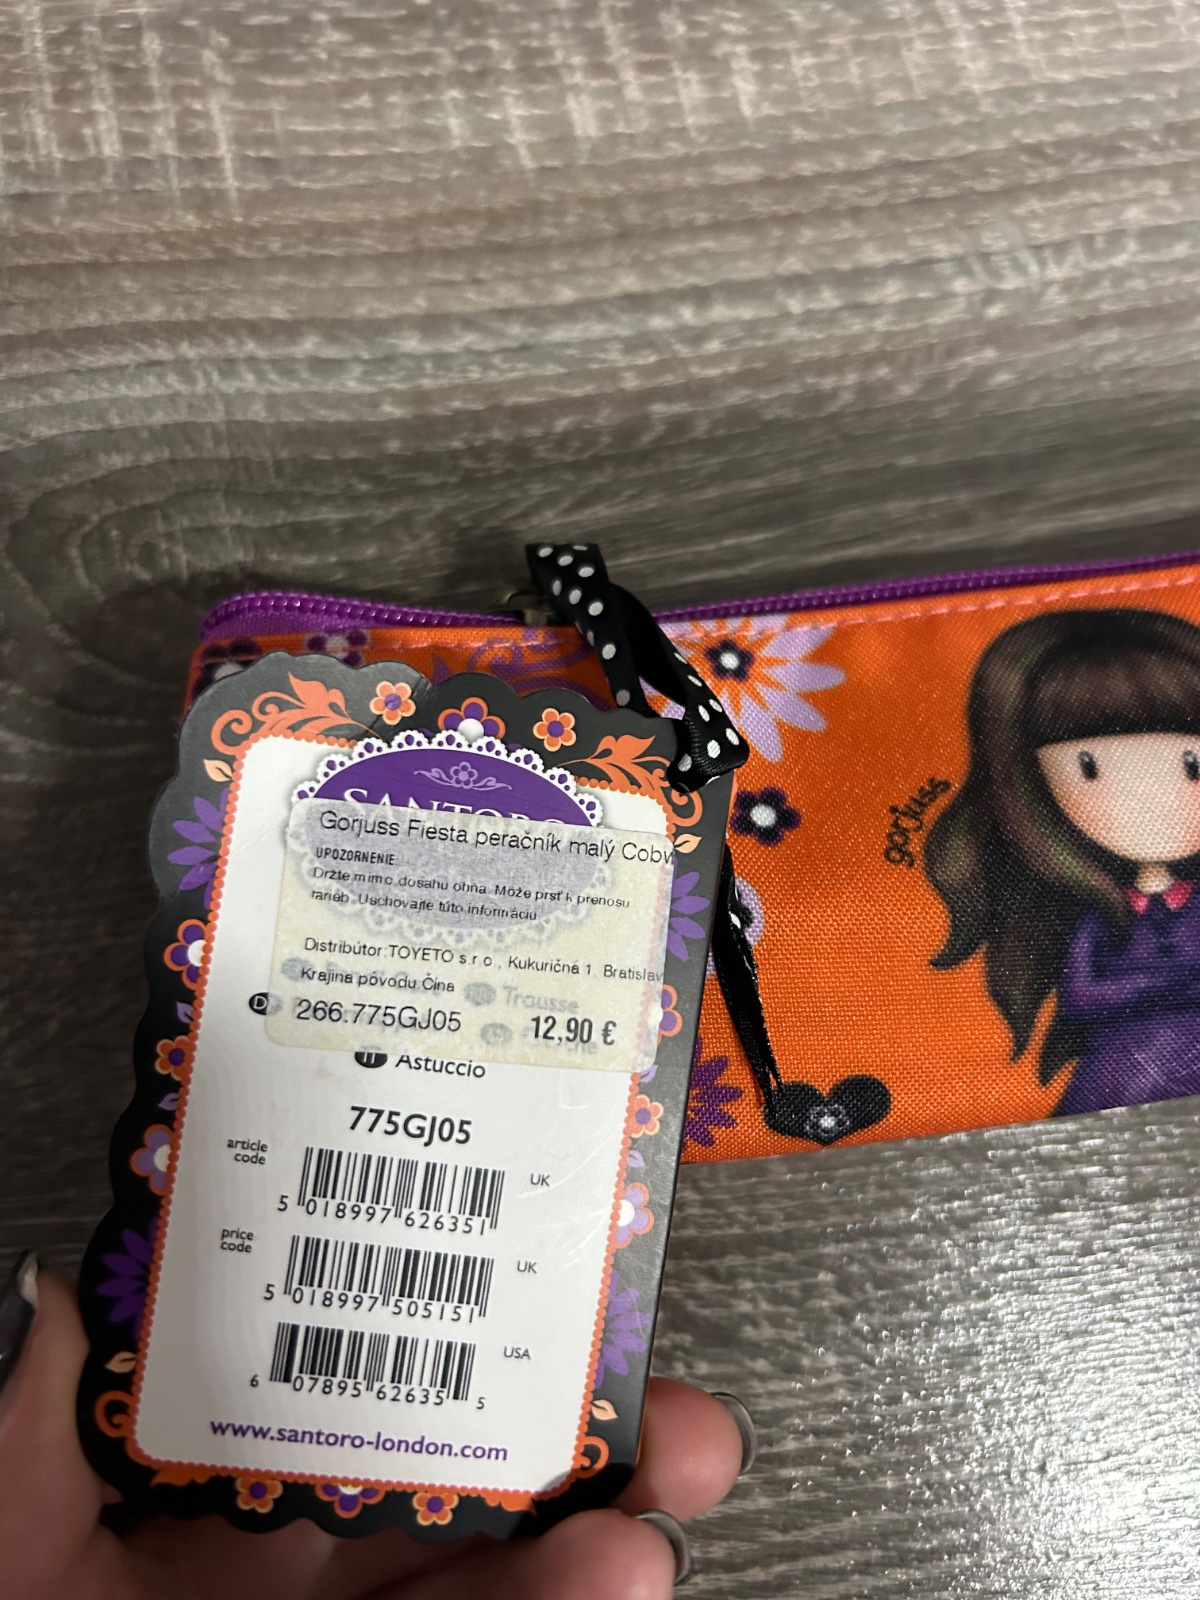 SANTORO
Gorjuss Fiesta peračník malý Cobw
UPOZORNENIE
Držte mimo dosahu ohňa. Môže prsť k prenosu
farieb. Uschovajte túto informáciu
Distribútor:TOYETO s.r.o., Kukuričná 1, Bratislav
Krajina pôvodu:Čína
Trousse
D
266.775GJ05 12,90 €
IT Astuccio
775GJ05
article
code
UK
5 018997 626351
price
code
UK
5 018997 505151
USA
6 07895 62635 5
www.santoro-london.com
gorjuss